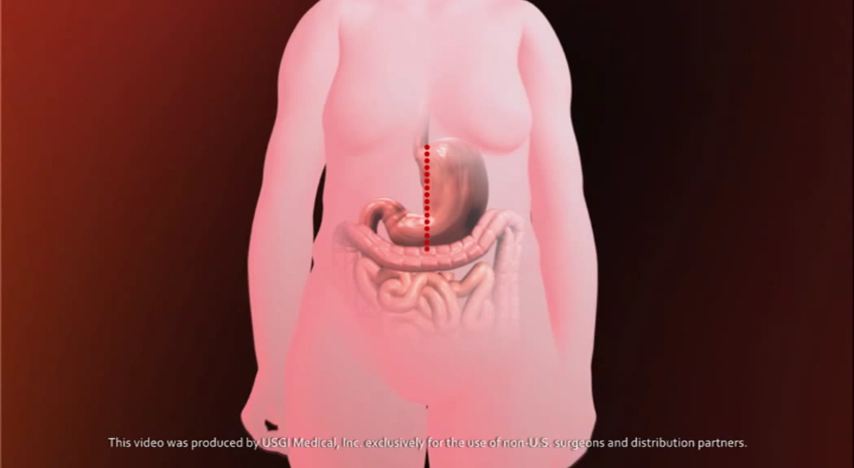 This video was produced by USGI Medical, Inc. exclusively for the use of non-U.S. surgeons and distribution partners.